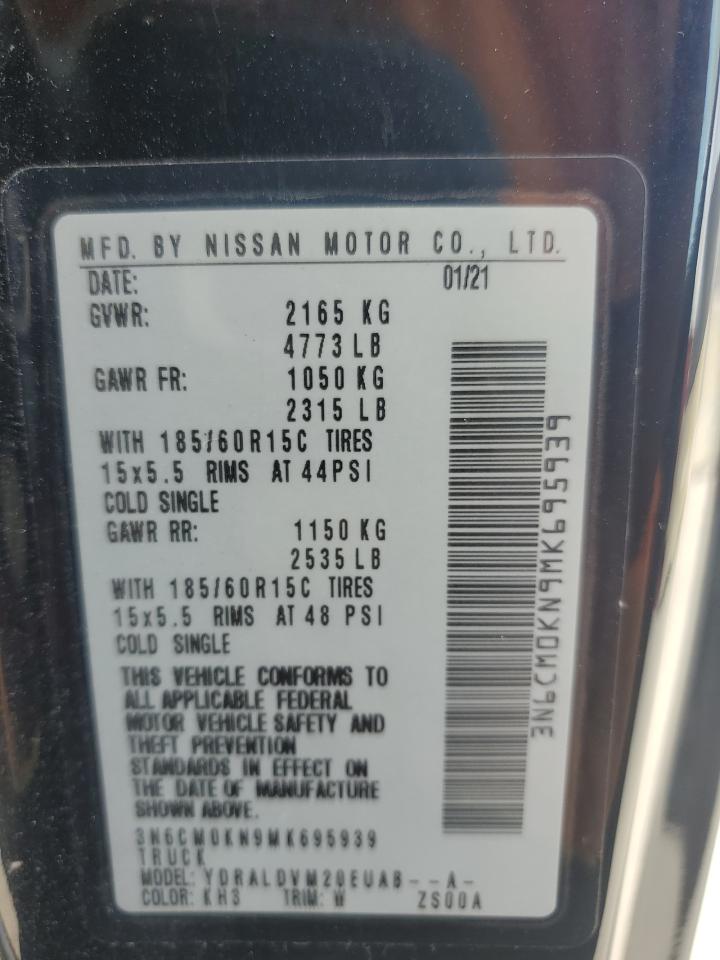 MFD. BY NISSAN MOTOR CO., LTD.
DATE: 01/21
GVWR: 2165 KG
4773 LB
GAWR FR: 1050 KG
2315 LB
WITH 185/60R15C TIRES
15x5.5 RIMS AT 44PSI
COLD SINGLE
GAWR RR: 1150 KG
2535 LB
WITH 185/60R15C TIRES
15x5.5 RIMS AT 48 PSI
COLD SINGLE
THIS VEHICLE CONFORMS TO
ALL APPLICABLE FEDERAL
MOTOR VEHICLE SAFETY AND
THEFT PREVENTION
STANDARDS IN EFFECT ON
THE DATE OF MANUFACTURE
SHOWN ABOVE.
3N6CM0KN9MK695939
TRUCK
MODEL: YDRALDVM20EUAB--A-
COLOR: KH3 TRIM: W ZS00A
3N6CM0KN9MK695939